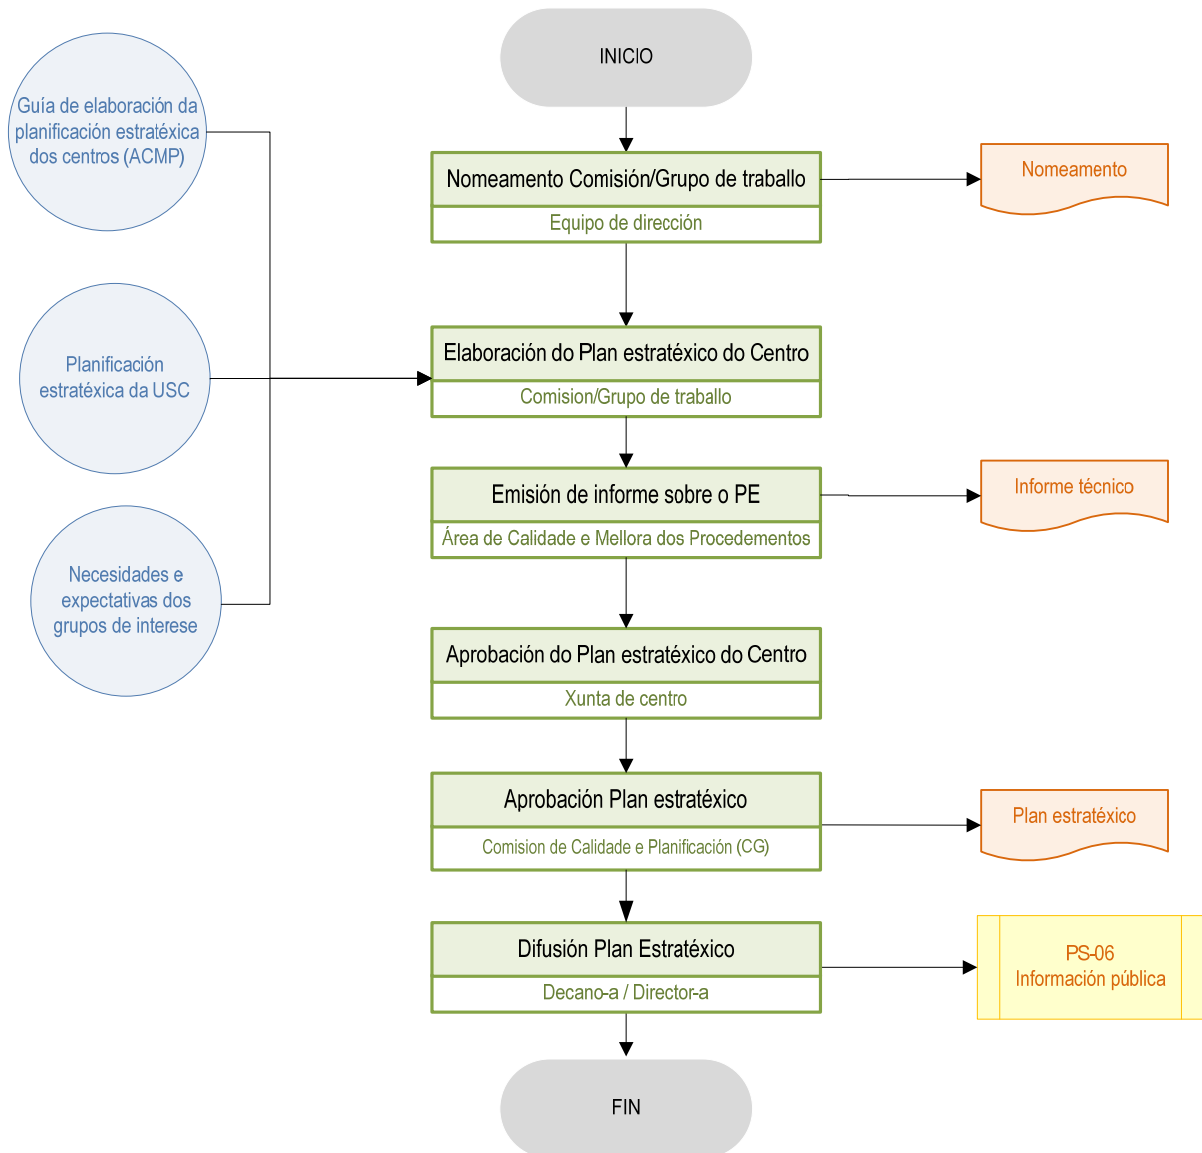 INICIO
Guía de elaboración da
planificación estratéxica
dos centros (ACMP)
Nomeamento Comisión/Grupo de traballo
Equipo de dirección
Nomeamento
Planificación
estratéxica da USC
Elaboración do Plan estratéxico do Centro
Comision/Grupo de traballo
Emisión de informe sobre o PE
Área de Calidade e Mellora dos Procedementos
Informe técnico
Necesidades e
expectativas dos
grupos de interese
Aprobación do Plan estratéxico do Centro
Xunta de centro
Aprobación Plan estratéxico
Comision de Calidade e Planificación (CG)
Plan estratéxico
Difusión Plan Estratéxico
Decano-a / Director-a
PS-06
Información pública
FIN